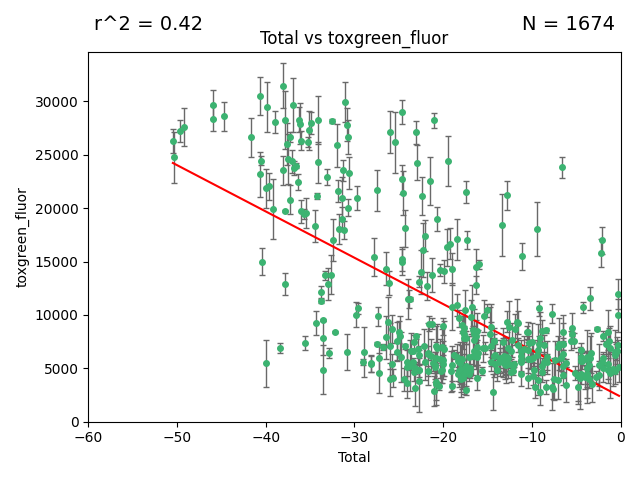 r^2 = 0.42
N = 1674
Total vs toxgreen_fluor
30000
25000
20000
15000
10000
5000
0
toxgreen_fluor
−60
−50
−40
−30
−20
−10
0
Total